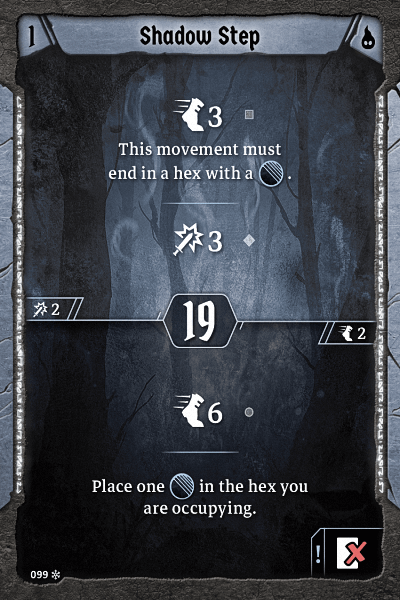 1
Shadow Step
3
This movement must
end in a hex with a .
3
2
19
2
6
Place one in the hex you
are occupying.
!
099